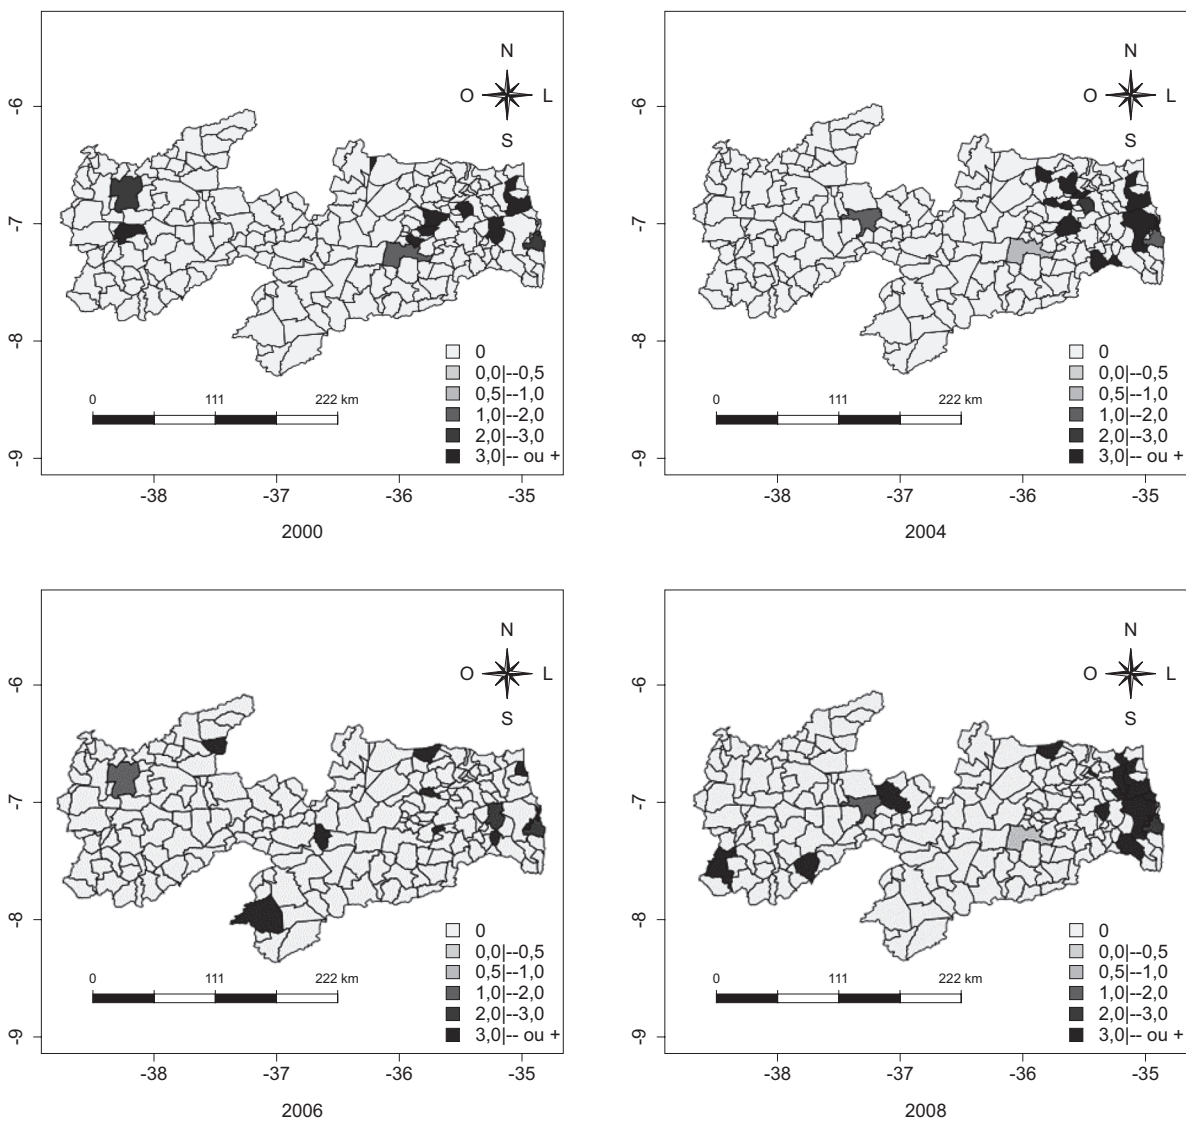 N
O L
S
-6
-7
-8
-9
0
0,0|--0,5
0,5|--1,0
1,0|--2,0
2,0|--3,0
3,0|-- ou +
0 111 222 km
-38 -37 -36 -35
2000
N
O L
S
-6
-7
-8
-9
0
0,0|--0,5
0,5|--1,0
1,0|--2,0
2,0|--3,0
3,0|-- ou +
0 111 222 km
-38 -37 -36 -35
2004
N
O L
S
-6
-7
-8
-9
0
0,0|--0,5
0,5|--1,0
1,0|--2,0
2,0|--3,0
3,0|-- ou +
0 111 222 km
-38 -37 -36 -35
2006
N
O L
S
-6
-7
-8
-9
0
0,0|--0,5
0,5|--1,0
1,0|--2,0
2,0|--3,0
3,0|-- ou +
0 111 222 km
-38 -37 -36 -35
2008